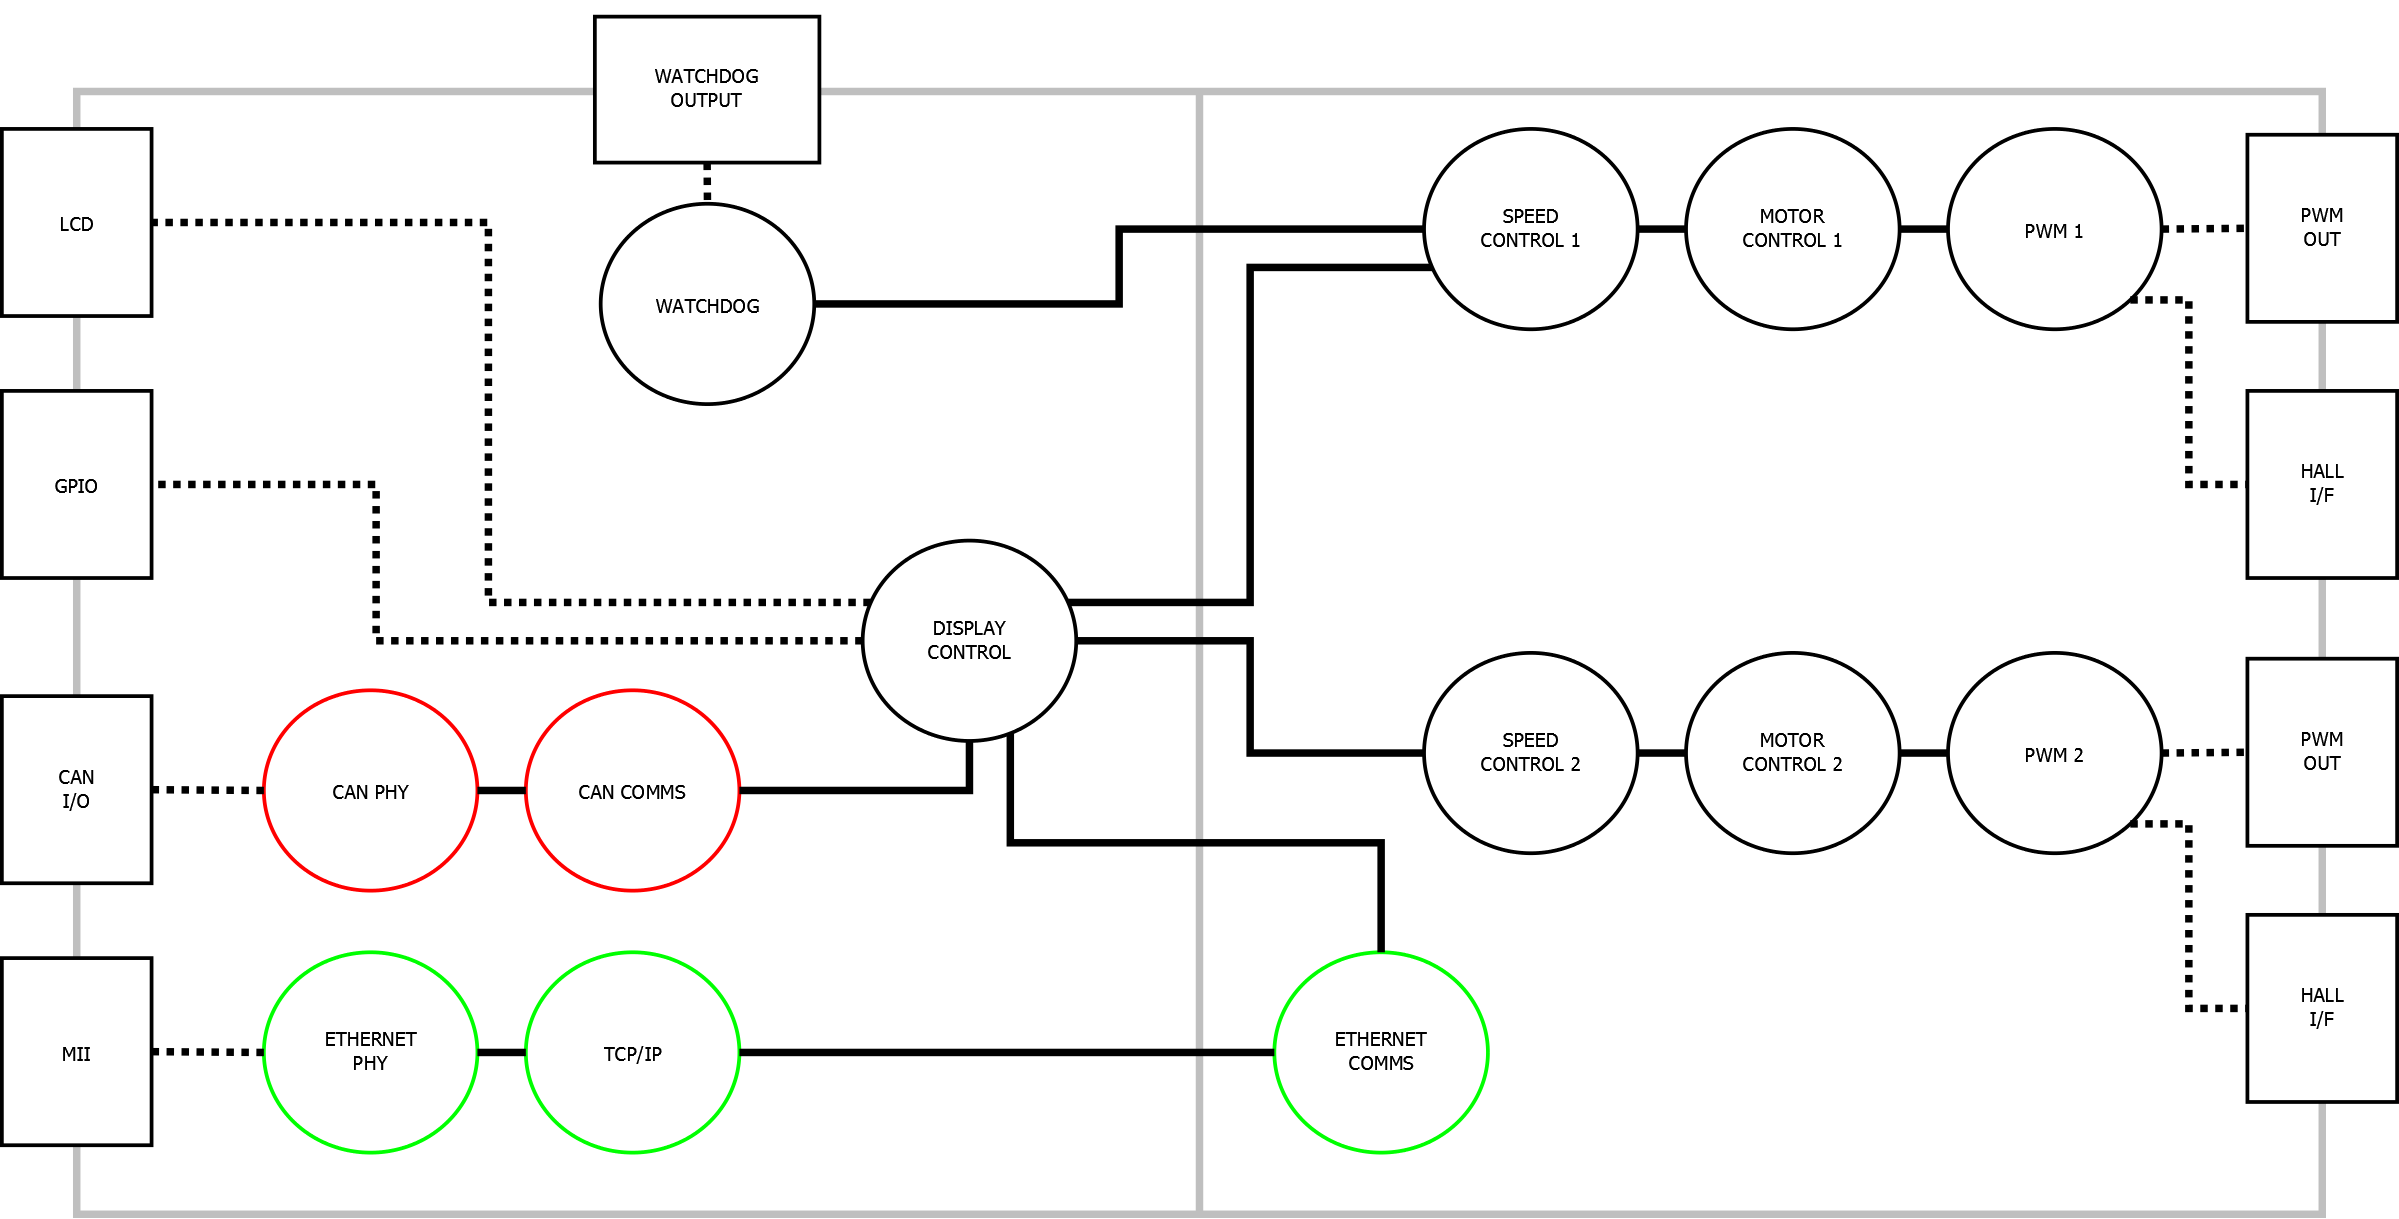 WATCHDOG
OUTPUT
LCD
WATCHDOG
SPEED
CONTROL 1
MOTOR
CONTROL 1
PWM 1
PWM
OUT
GPIO
HALL
I/F
DISPLAY
CONTROL
SPEED
CONTROL 2
MOTOR
CONTROL 2
PWM 2
PWM
OUT
CAN
I/O
CAN PHY
CAN COMMS
HALL
I/F
MII
ETHERNET
PHY
TCP/IP
ETHERNET
COMMS